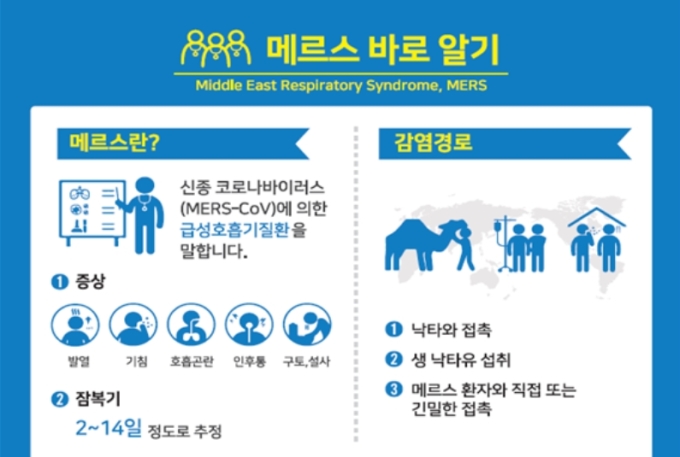 메르스 바로 알기
Middle East Respiratory Syndrome, MERS
메르스란?
신종 코로나바이러스
(MERS-CoV)에 의한
급성호흡기질환을
말합니다.
1 증상
발열 기침 호흡곤란 인후통 구토,설사
2 잠복기
2~14일 정도로 추정
감염경로
1 낙타와 접촉
2 생 낙타유 섭취
3 메르스 환자와 직접 또는
긴밀한 접촉